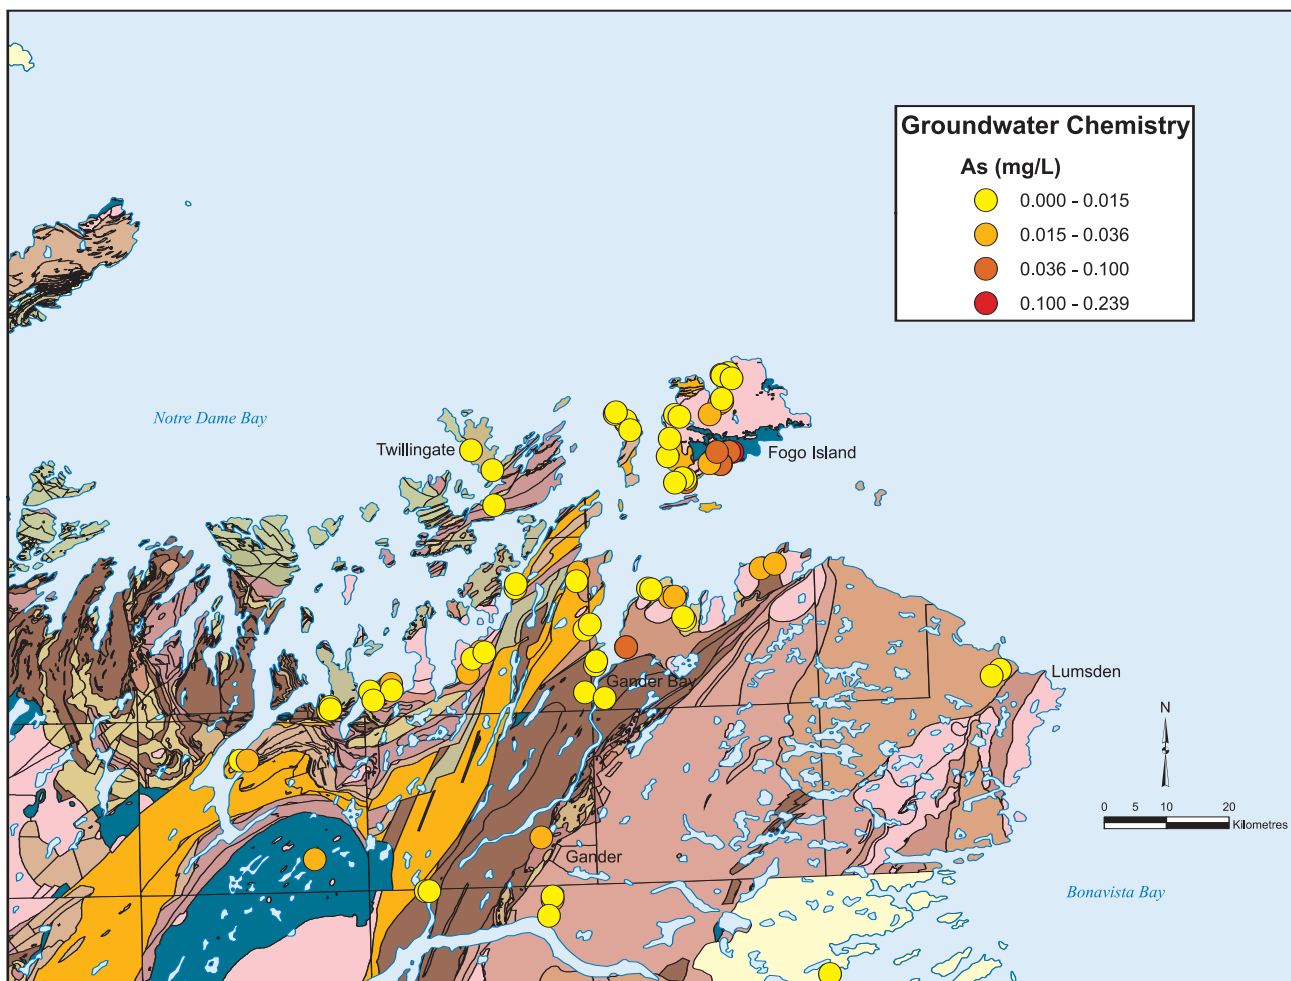 Groundwater Chemistry
As (mg/L)
0.000 - 0.015
0.015 - 0.036
0.036 - 0.100
0.100 - 0.239
Notre Dame Bay
Twillingate
Fogo Island
Gander Bay
Lumsden
N
0 5 10 20
Kilometres
Gander
Bonavista Bay